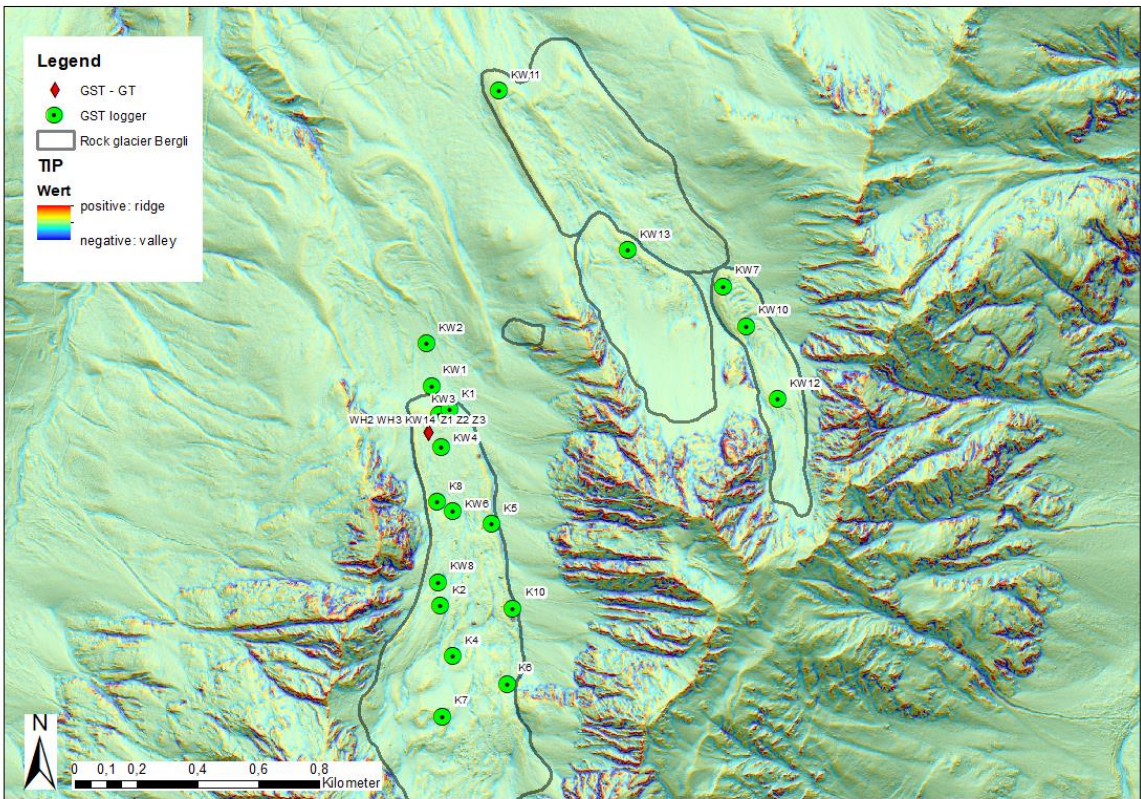 Legend
GST - GT
GST logger
Rock glacier Bergli
TIP
Wert
positive: ridge
negative: valley
KW11
KW13
KW7
KW10
KW2
KW12
KW1
KW3 K1
WH2 WH3 KW14 Z1 Z2 Z3
KW4
K8
KW6
K5
KW8
K2
K10
K4
K6
K7
N
0 0,1 0,2 0,4 0,6 0,8
Kilometer